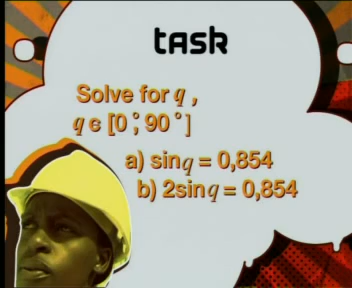 task
Solve for q ,
q є [0°; 90°]
a) sinq = 0,854
b) 2sinq = 0,854